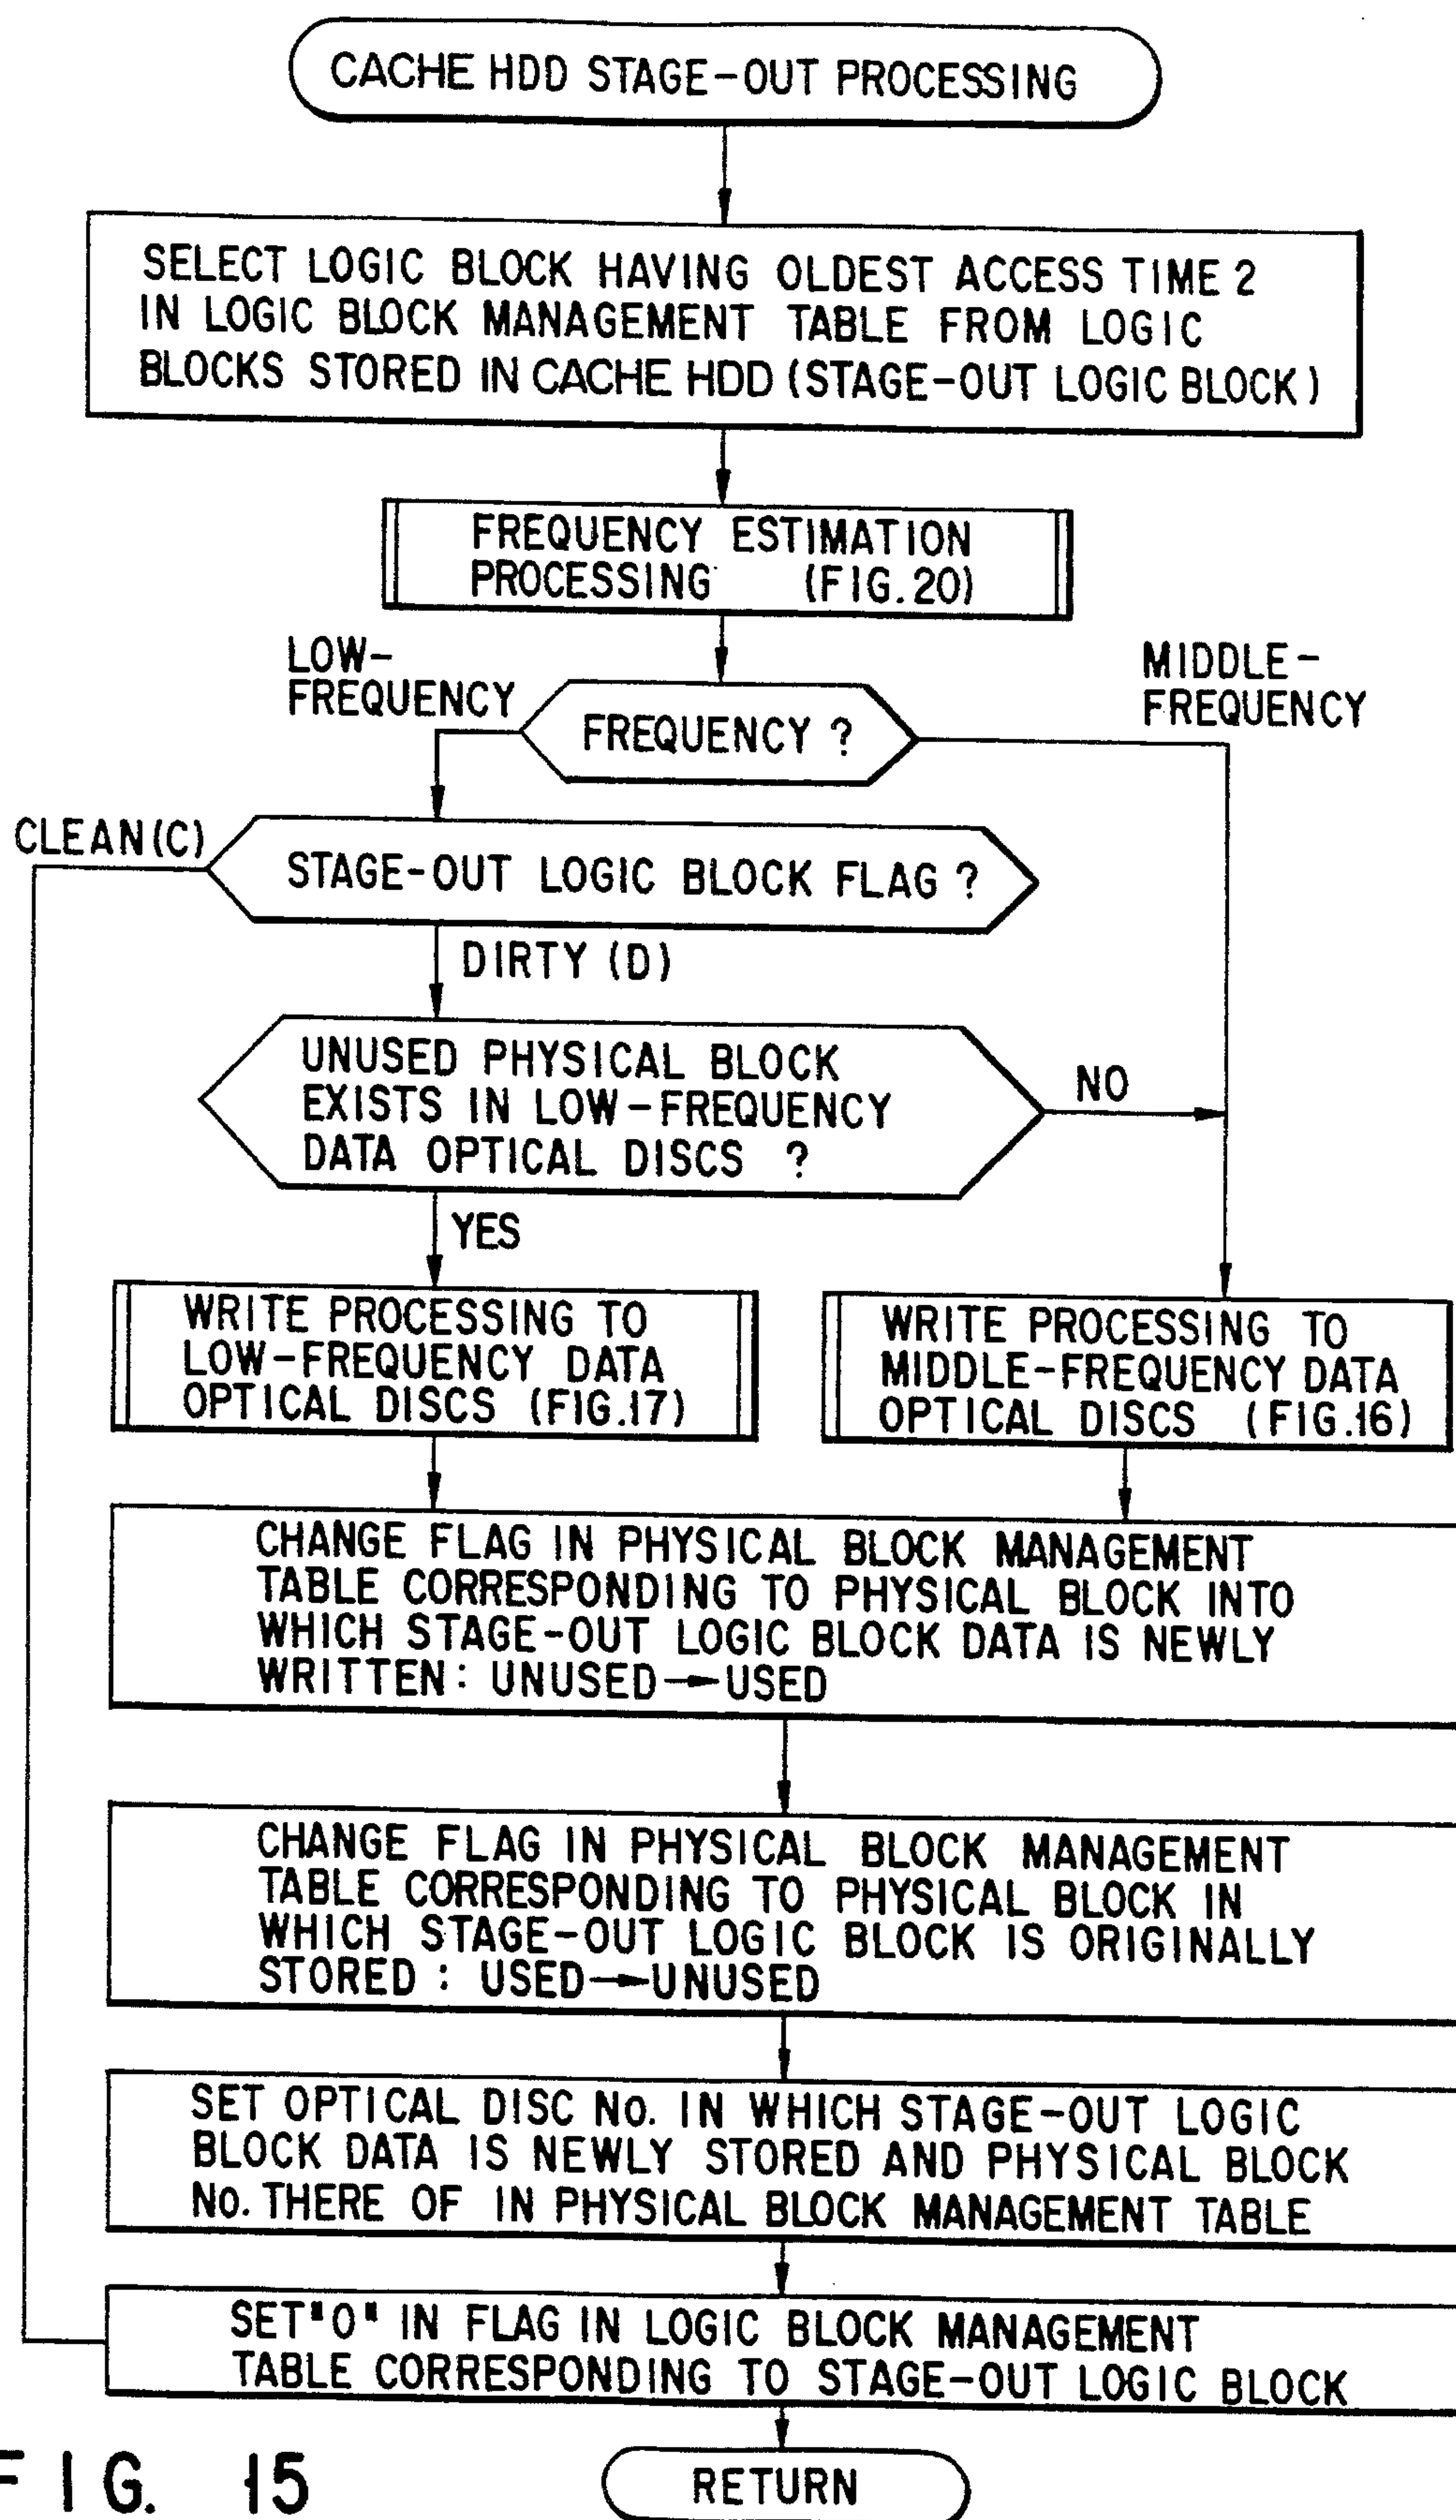 CACHE HDD STAGE-OUT PROCESSING
SELECT LOGIC BLOCK HAVING OLDEST ACCESS TIME 2
IN LOGIC BLOCK MANAGEMENT TABLE FROM LOGIC
BLOCKS STORED IN CACHE HDD (STAGE-OUT LOGIC BLOCK)
FREQUENCY ESTIMATION
PROCESSING (FIG.20)
LOW-
FREQUENCY
MIDDLE-
FREQUENCY
FREQUENCY ?
CLEAN(C)
STAGE-OUT LOGIC BLOCK FLAG ?
DIRTY (D)
UNUSED PHYSICAL BLOCK
EXISTS IN LOW-FREQUENCY
DATA OPTICAL DISCS ?
NO
YES
WRITE PROCESSING TO
LOW-FREQUENCY DATA
OPTICAL DISCS (FIG.17)
WRITE PROCESSING TO
MIDDLE-FREQUENCY DATA
OPTICAL DISCS (FIG.16)
CHANGE FLAG IN PHYSICAL BLOCK MANAGEMENT
TABLE CORRESPONDING TO PHYSICAL BLOCK INTO
WHICH STAGE-OUT LOGIC BLOCK DATA IS NEWLY
WRITTEN: UNUSED→USED
CHANGE FLAG IN PHYSICAL BLOCK MANAGEMENT
TABLE CORRESPONDING TO PHYSICAL BLOCK IN
WHICH STAGE-OUT LOGIC BLOCK IS ORIGINALLY
STORED : USED→UNUSED
SET OPTICAL DISC No. IN WHICH STAGE-OUT LOGIC
BLOCK DATA IS NEWLY STORED AND PHYSICAL BLOCK
No. THERE OF IN PHYSICAL BLOCK MANAGEMENT TABLE
SET"0" IN FLAG IN LOGIC BLOCK MANAGEMENT
TABLE CORRESPONDING TO STAGE-OUT LOGIC BLOCK
RETURN
FIG. 15